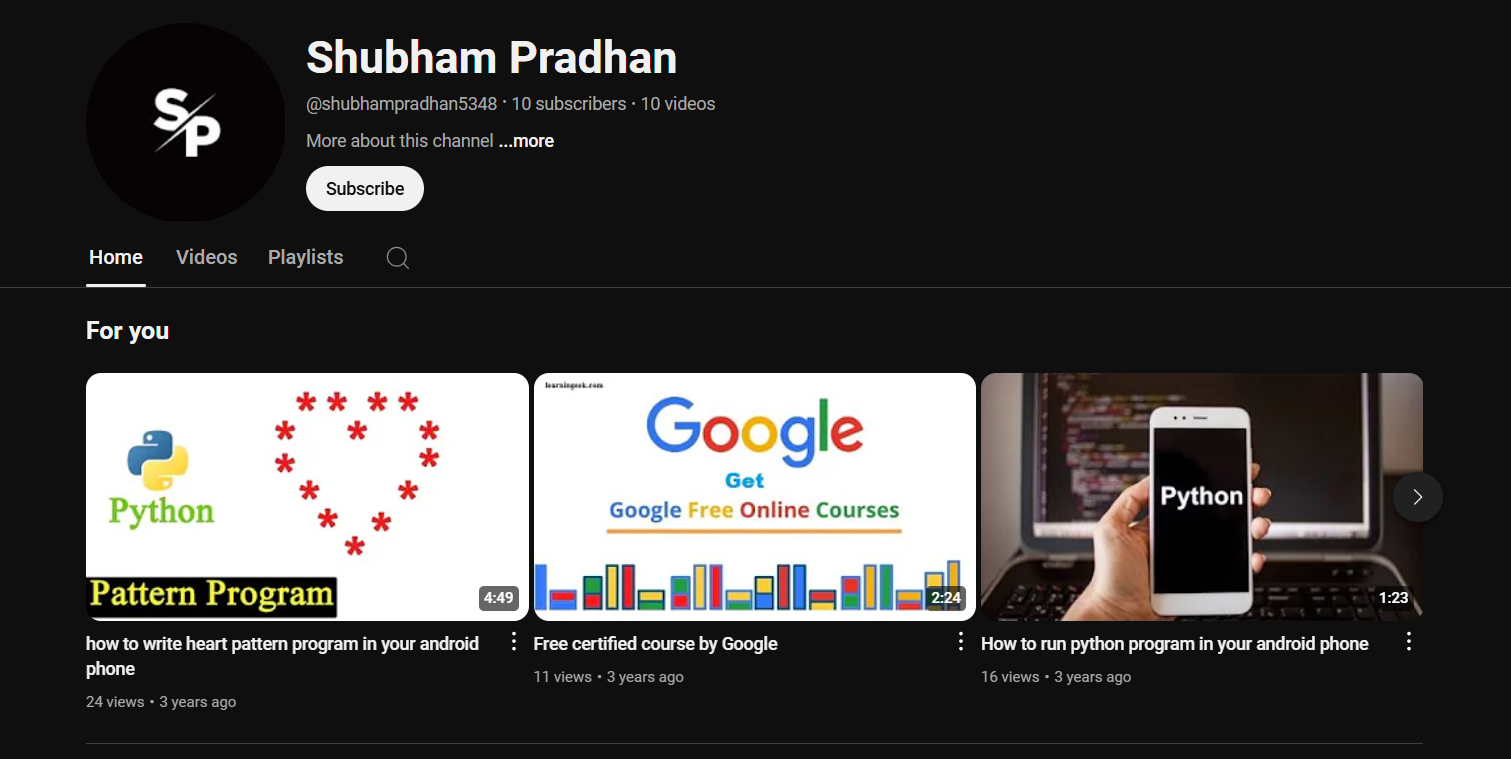 S/P
Shubham Pradhan
@shubhampradhan5348 • 10 subscribers • 10 videos
More about this channel ...more
Subscribe
Home Videos Playlists
For you
Python
Pattern Program
4:49
learningeek.com
Google
Get
Google Free Online Courses
2:24
Python
1:23
how to write heart pattern program in your android
phone
24 views • 3 years ago
Free certified course by Google
11 views • 3 years ago
How to run python program in your android phone
16 views • 3 years ago